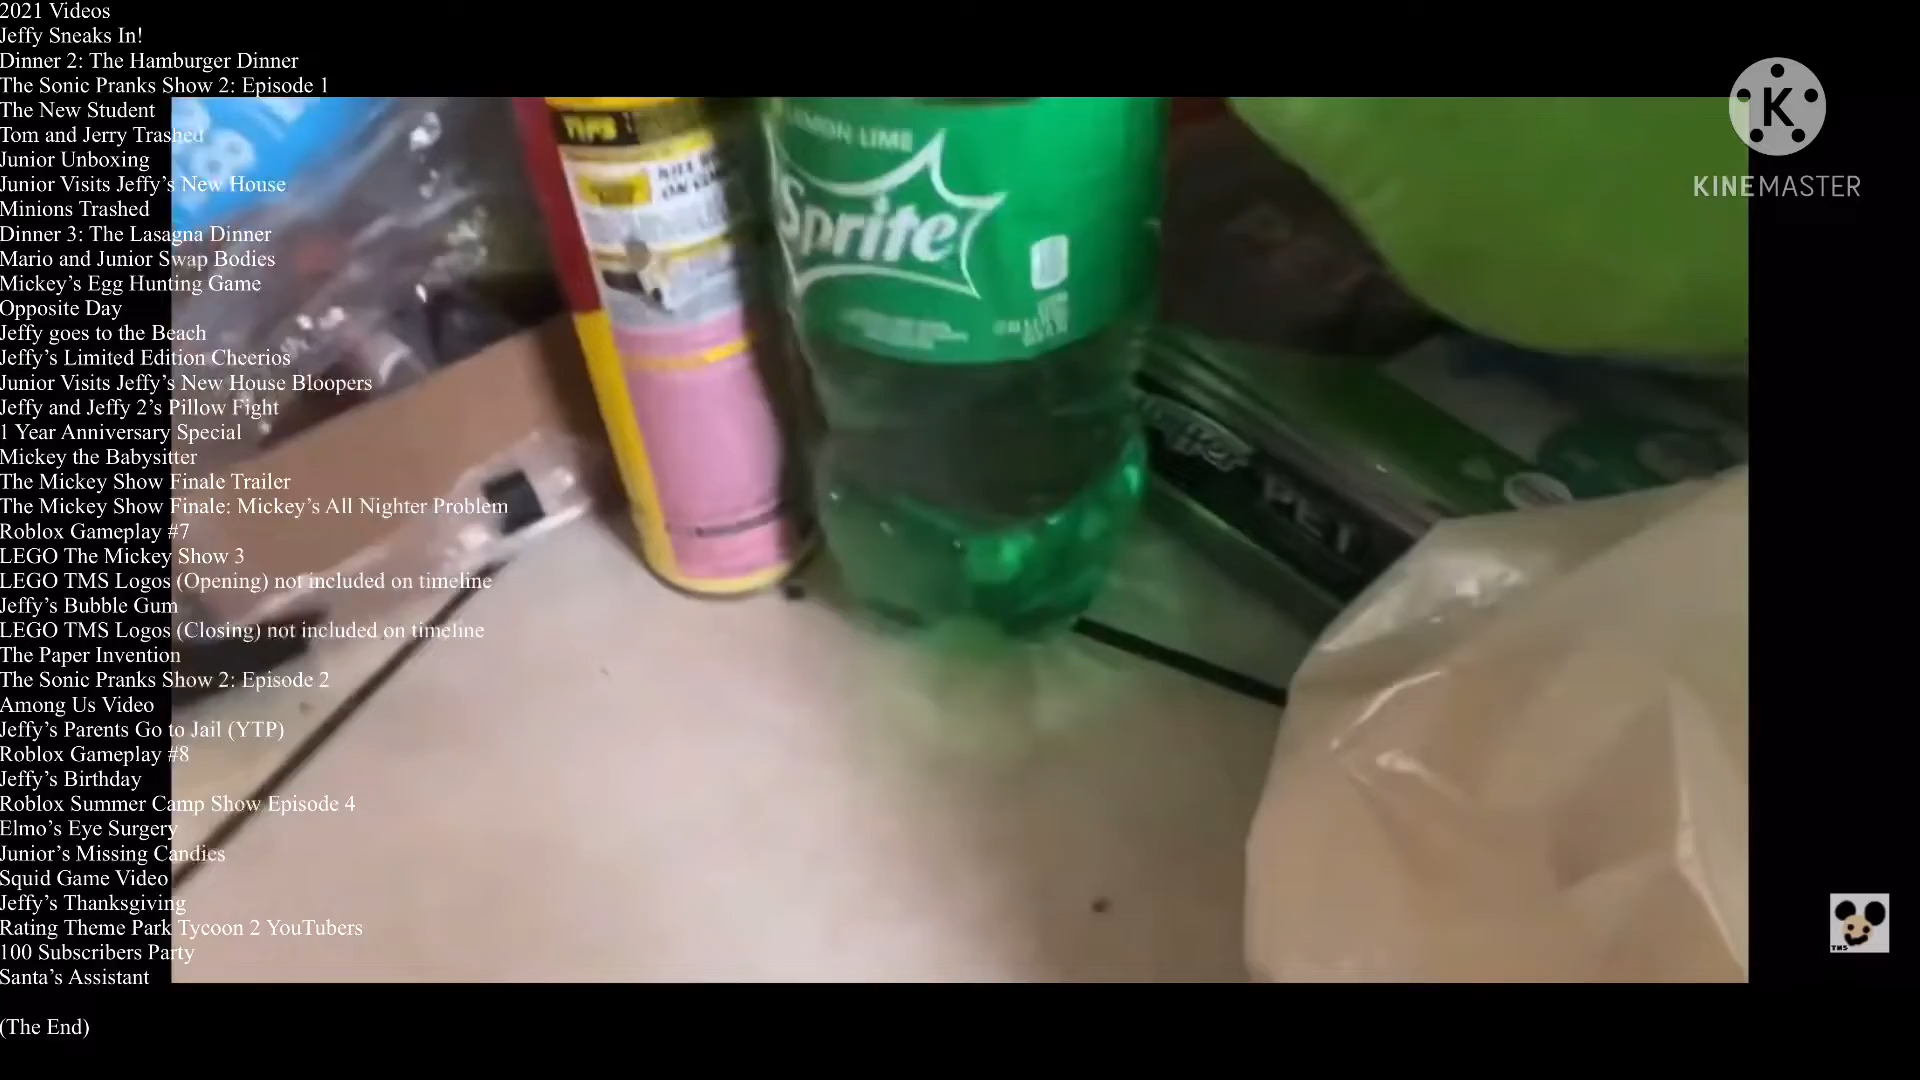 2021 Videos
Jeffy Sneaks In!
Dinner 2: The Hamburger Dinner
The Sonic Pranks Show 2: Episode 1
The New Student
Tom and Jerry Trashed
Junior Unboxing
Junior Visits Jeffy’s New House
Minions Trashed
Dinner 3: The Lasagna Dinner
Mario and Junior Swap Bodies
Mickey’s Egg Hunting Game
Opposite Day
Jeffy goes to the Beach
Jeffy’s Limited Edition Cheerios
Junior Visits Jeffy’s New House Bloopers
Jeffy and Jeffy 2’s Pillow Fight
1 Year Anniversary Special
Mickey the Babysitter
The Mickey Show Finale Trailer
The Mickey Show Finale: Mickey’s All Nighter Problem
Roblox Gameplay #7
LEGO The Mickey Show 3
LEGO TMS Logos (Opening) not included on timeline
Jeffy’s Bubble Gum
LEGO TMS Logos (Closing) not included on timeline
The Paper Invention
The Sonic Pranks Show 2: Episode 2
Among Us Video
Jeffy’s Parents Go to Jail (YTP)
Roblox Gameplay #8
Jeffy’s Birthday
Roblox Summer Camp Show Episode 4
Elmo’s Eye Surgery
Junior’s Missing Candies
Squid Game Video
Jeffy’s Thanksgiving
Rating Theme Park Tycoon 2 YouTubers
100 Subscribers Party
Santa’s Assistant
(The End)
TIPS
LEMON LIME
Sprite
PET
K
KINEMASTER
TMS